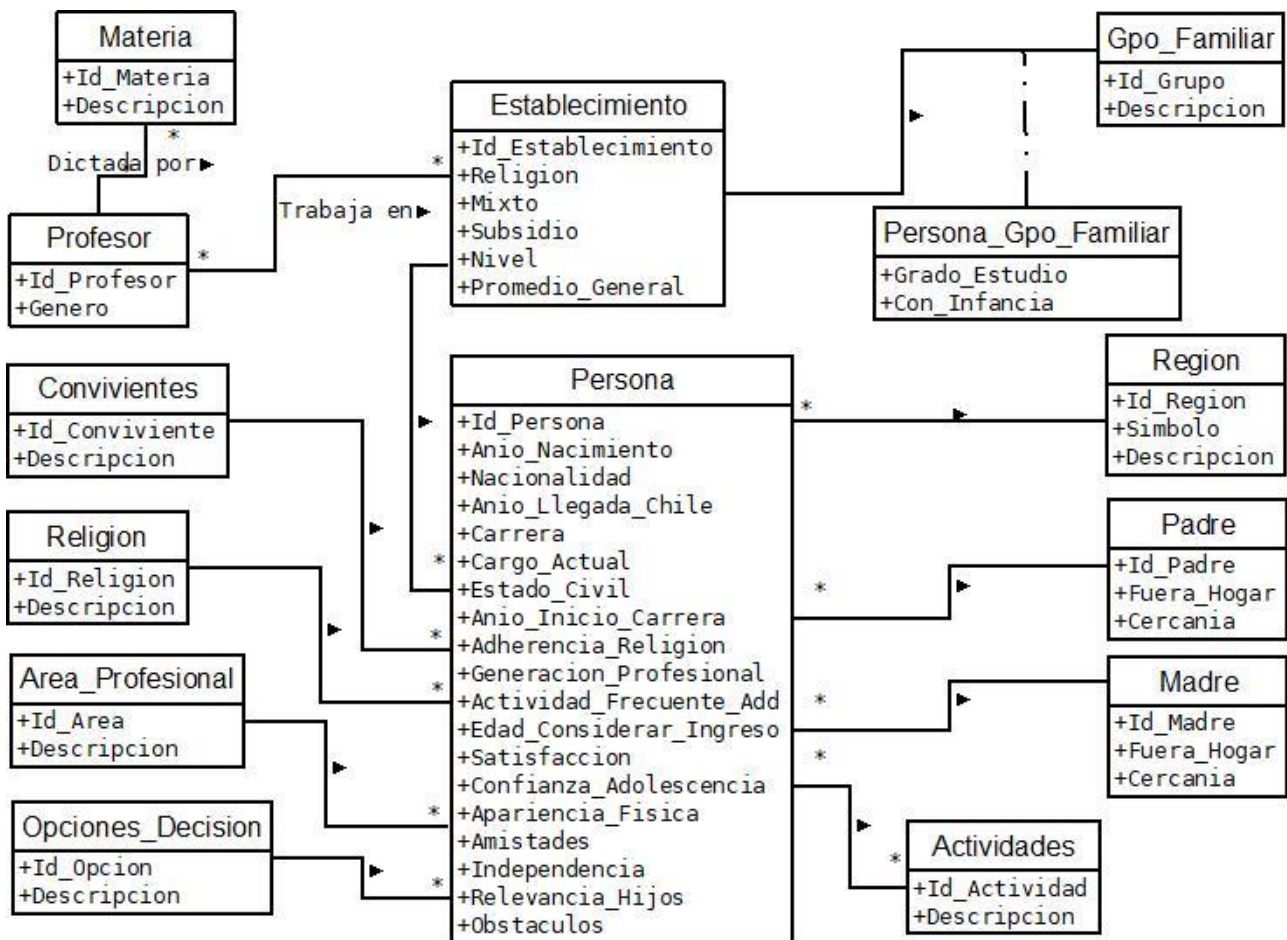 Materia
+Id_Materia
+Descripcion
*
Dictada por
*
Profesor
+Id_Profesor
+Genero
*
Trabaja en
*
Establecimiento
+Id_Establecimiento
+Religion
+Mixto
+Subsidio
+Nivel
+Promedio_General
Gpo_Familiar
+Id_Grupo
+Descripcion
Persona_Gpo_Familiar
+Grado_Estudio
+Con_Infancia
Convivientes
+Id_Conviviente
+Descripcion
Religion
+Id_Religion
+Descripcion
Area_Profesional
+Id_Area
+Descripcion
Opciones_Decision
+Id_Opcion
+Descripcion
*
*
*
*
*
Persona
+Id_Persona
+Anio_Nacimiento
+Nacionalidad
+Anio_Llegada_Chile
+Carrera
+Cargo_Actual
+Estado_Civil
+Anio_Inicio_Carrera
+Adherencia_Religion
+Generacion_Profesional
+Actividad_Frecuente_Add
+Edad_Considerar_Ingreso
+Satisfaccion
+Confianza_Adolescencia
+Apariencia_Fisica
+Amistades
+Independencia
+Relevancia_Hijos
+Obstaculos
*
*
*
*
Region
+Id_Region
+Simbolo
+Descripcion
Padre
+Id_Padre
+Fuera_Hogar
+Cercania
Madre
+Id_Madre
+Fuera_Hogar
+Cercania
*
Actividades
+Id_Actividad
+Descripcion